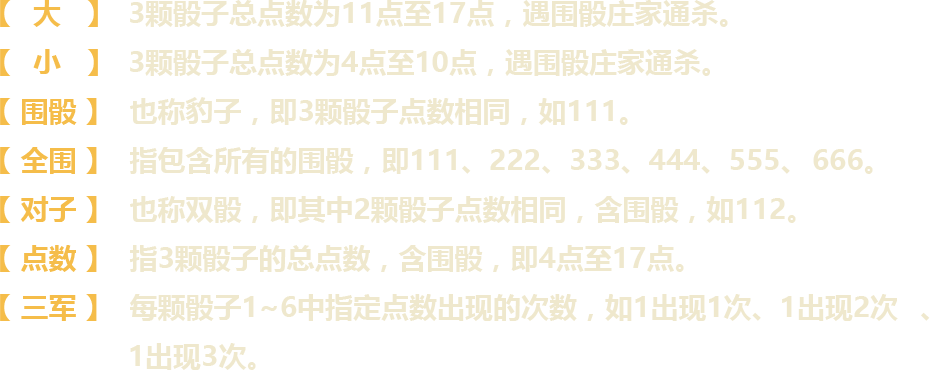 【 大 】 3颗骰子总点数为11点至17点，遇围骰庄家通杀。
【 小 】 3颗骰子总点数为4点至10点，遇围骰庄家通杀。
【 围骰 】 也称豹子，即3颗骰子点数相同，如111。
【 全围 】 指包含所有的围骰，即111、222、333、444、555、666。
【 对子 】 也称双骰，即其中2颗骰子点数相同，含围骰，如112。
【 点数 】 指3颗骰子的总点数，含围骰，即4点至17点。
【 三军 】 每颗骰子1~6中指定点数出现的次数，如1出现1次、1出现2次 、
1出现3次。